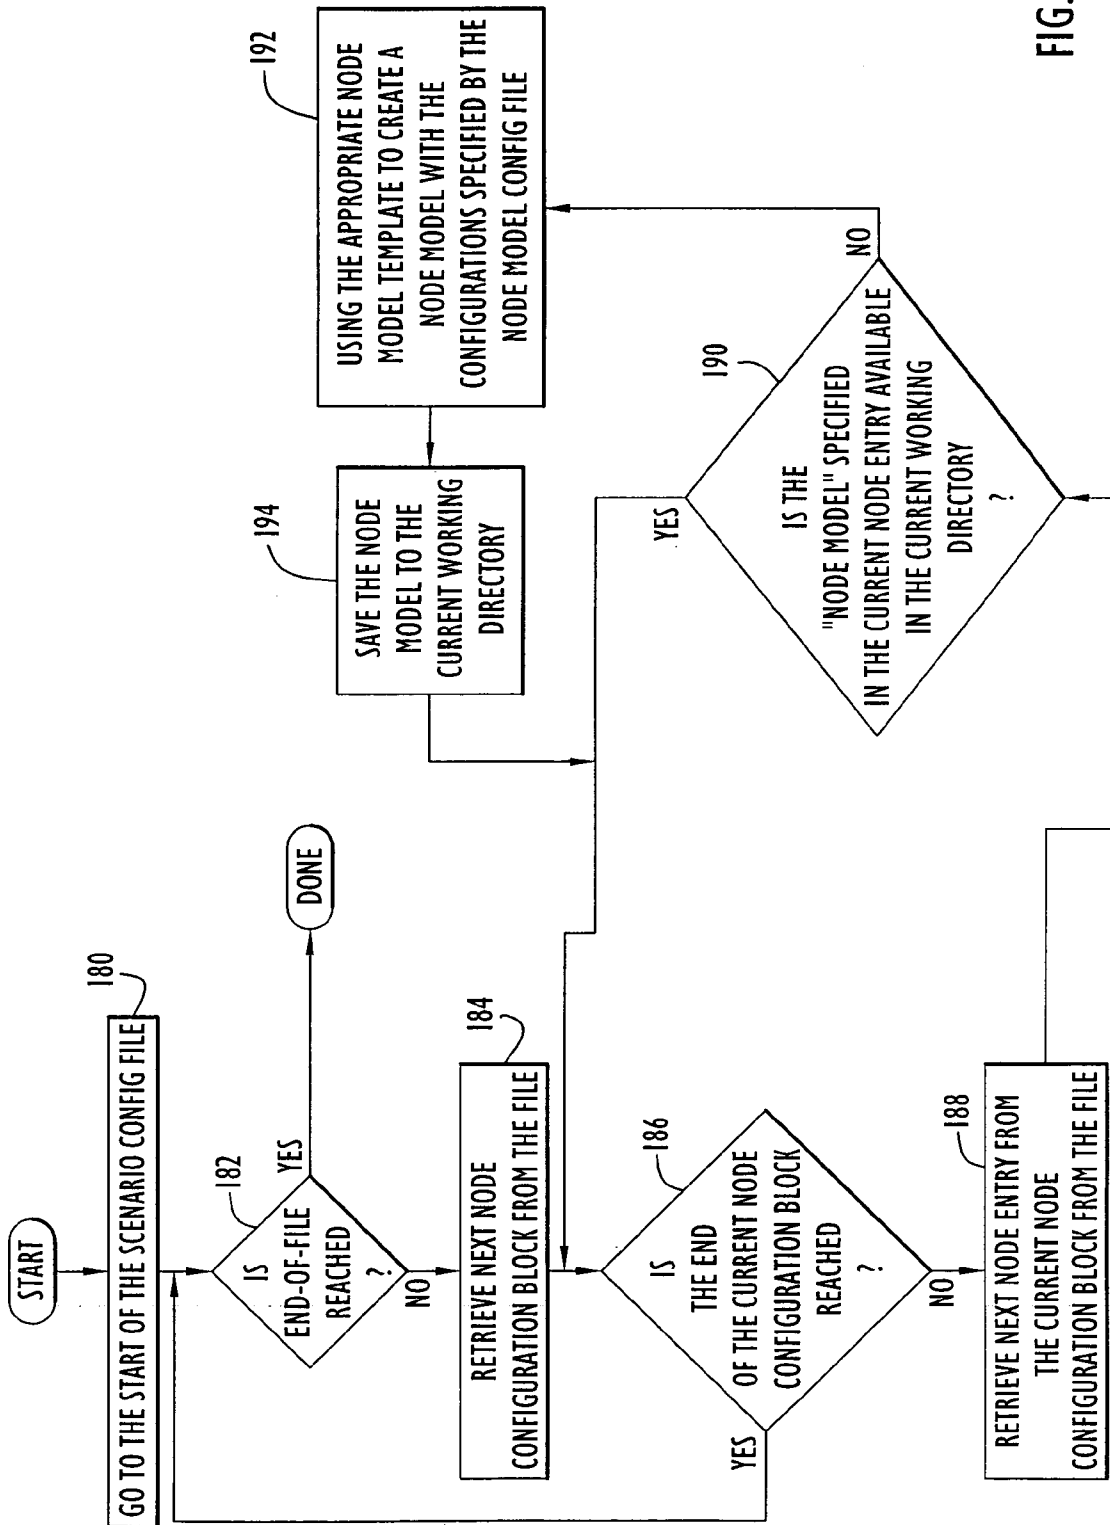 START
GO TO THE START OF THE SCENARIO CONFIG FILE
180
IS
END-OF-FILE
REACHED
?
182
YES
DONE
NO
RETRIEVE NEXT NODE
CONFIGURATION BLOCK FROM THE FILE
184
IS
THE END
OF THE CURRENT NODE
CONFIGURATION BLOCK
REACHED
?
186
YES
NO
RETRIEVE NEXT NODE ENTRY FROM
THE CURRENT NODE
CONFIGURATION BLOCK FROM THE FILE
188
IS THE
"NODE MODEL" SPECIFIED
IN THE CURRENT NODE ENTRY AVAILABLE
IN THE CURRENT WORKING
DIRECTORY
?
190
YES
NO
USING THE APPROPRIATE NODE
MODEL TEMPLATE TO CREATE A
NODE MODEL WITH THE
CONFIGURATIONS SPECIFIED BY THE
NODE MODEL CONFIG FILE
192
SAVE THE NODE
MODEL TO THE
CURRENT WORKING
DIRECTORY
194
FIG.